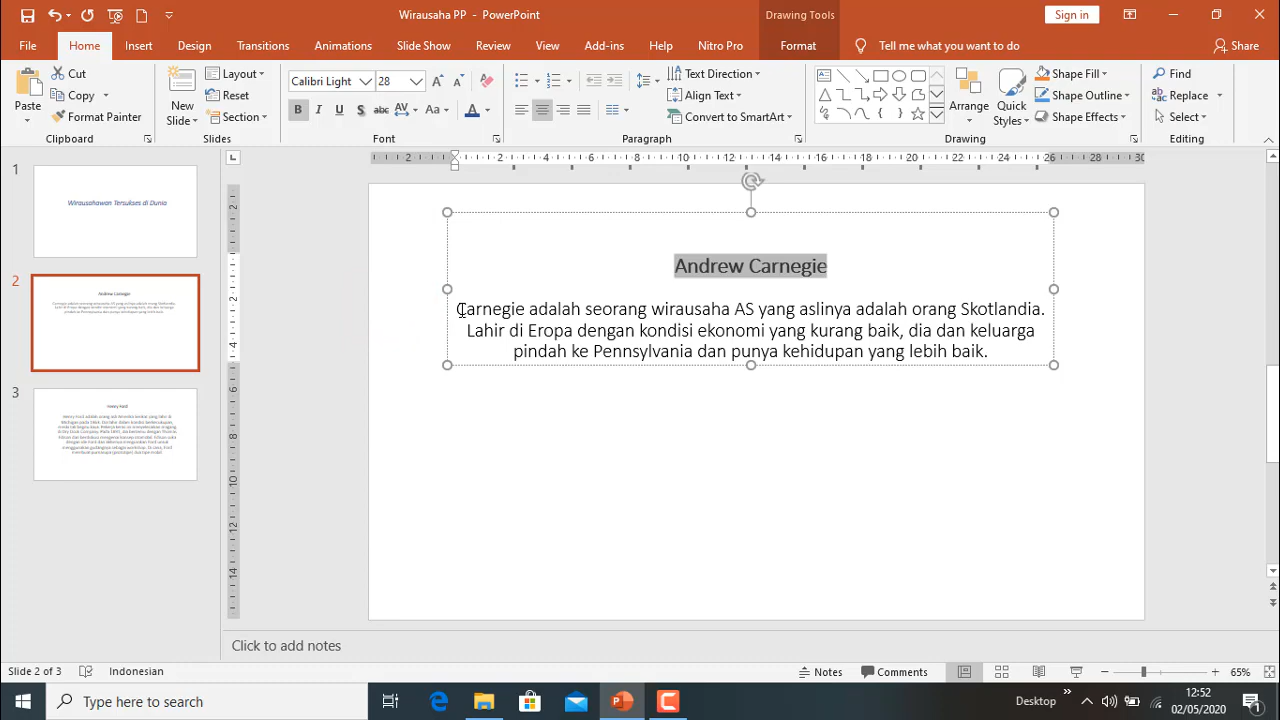 Wirausaha PP - PowerPoint
Drawing Tools
Sign in
File Home Insert Design Transitions Animations Slide Show Review View Add-ins Help Nitro Pro Format Tell me what you want to do Share
Paste
Cut
Copy
Format Painter
Clipboard
New Slide
Layout
Reset
Section
Slides
Calibri Light 28
Font
Text Direction
Align Text
Convert to SmartArt
Paragraph
Arrange
Quick Styles
Shape Fill
Shape Outline
Shape Effects
Drawing
Find
Replace
Select
Editing
1
Wirausahawan Tersukses di Dunia
2
Andrew Carnegie
3
Henry Ford
Andrew Carnegie
Carnegie adalah seorang wirausaha AS yang aslinya adalah orang Skotlandia.
Lahir di Eropa dengan kondisi ekonomi yang kurang baik, dia dan keluarga
pindah ke Pennsylvania dan punya kehidupan yang lebih baik.
Click to add notes
Slide 2 of 3 Indonesian Notes Comments 65%
Type here to search
Desktop
12:52
02/05/2020